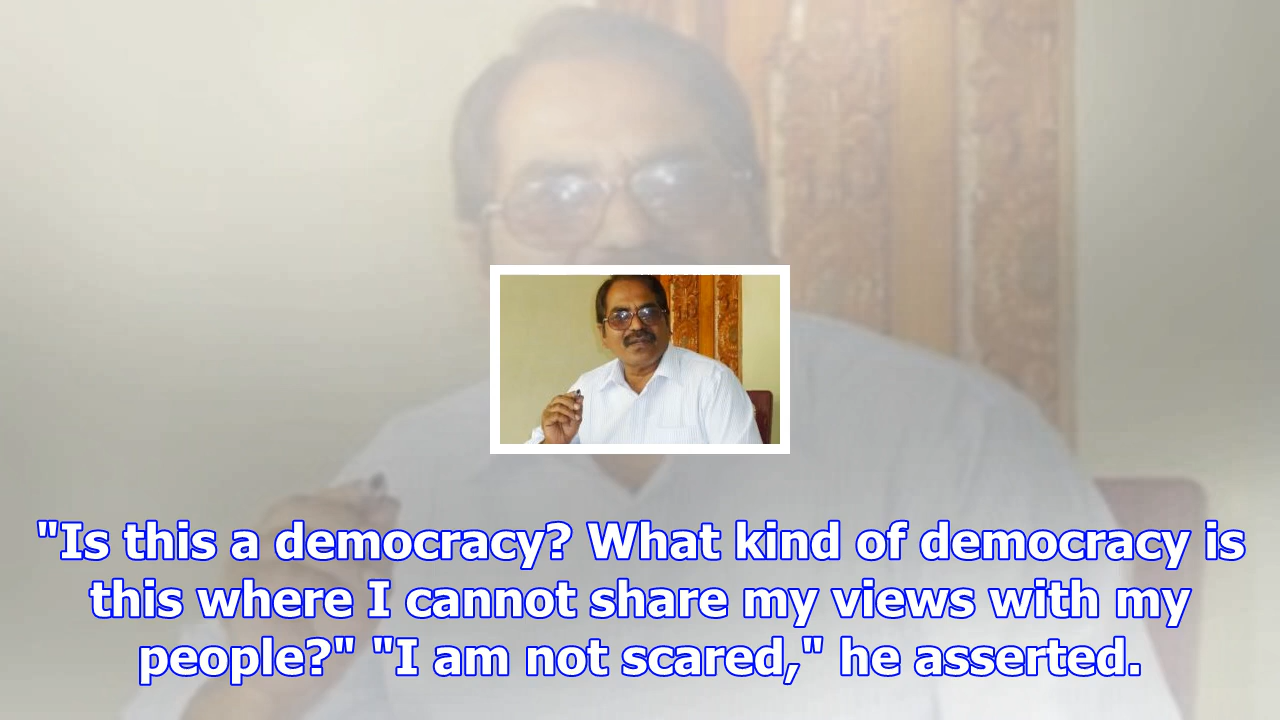 "Is this a democracy? What kind of democracy is
this where I cannot share my views with my
people?" "I am not scared," he asserted.